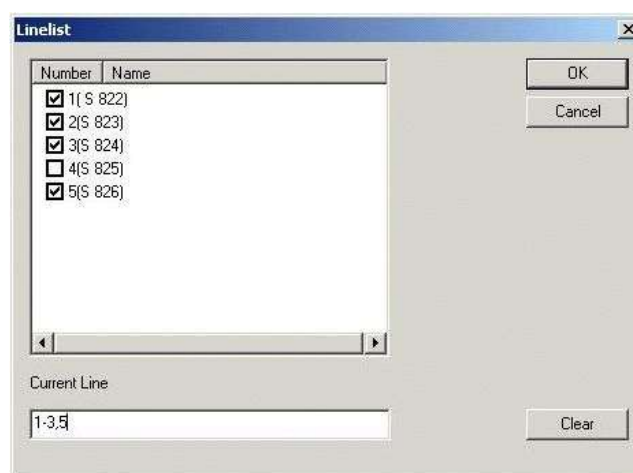 Linelist
Number Name
1( S 822)
2(S 823)
3(S 824)
4(S 825)
5(S 826)
OK
Cancel
Current Line
1-3,5
Clear